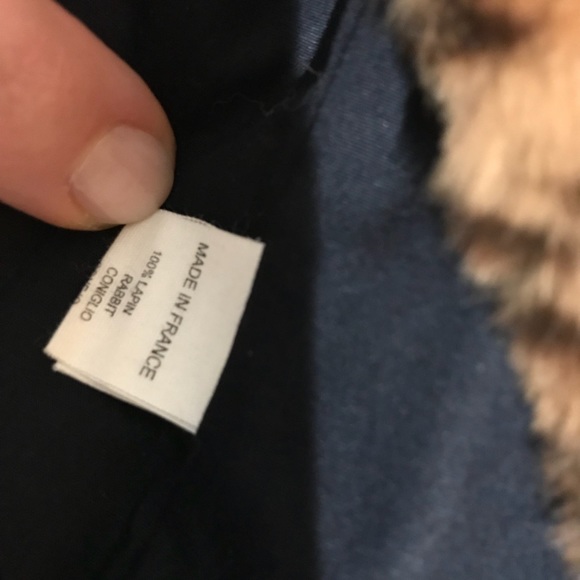 MADE IN FRANCE
100% LAPIN
RABBIT
CONIGLIO